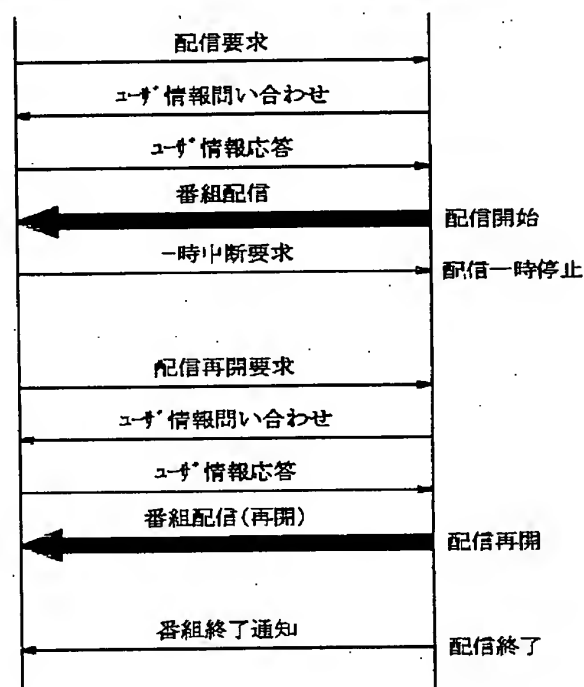 配信要求
ﾕｰｻﾞ情報問い合わせ
ﾕｰｻﾞ情報応答
番組配信
配信開始
一時中断要求
配信一時停止
配信再開要求
ﾕｰｻﾞ情報問い合わせ
ﾕｰｻﾞ情報応答
番組配信(再開)
配信再開
番組終了通知
配信終了